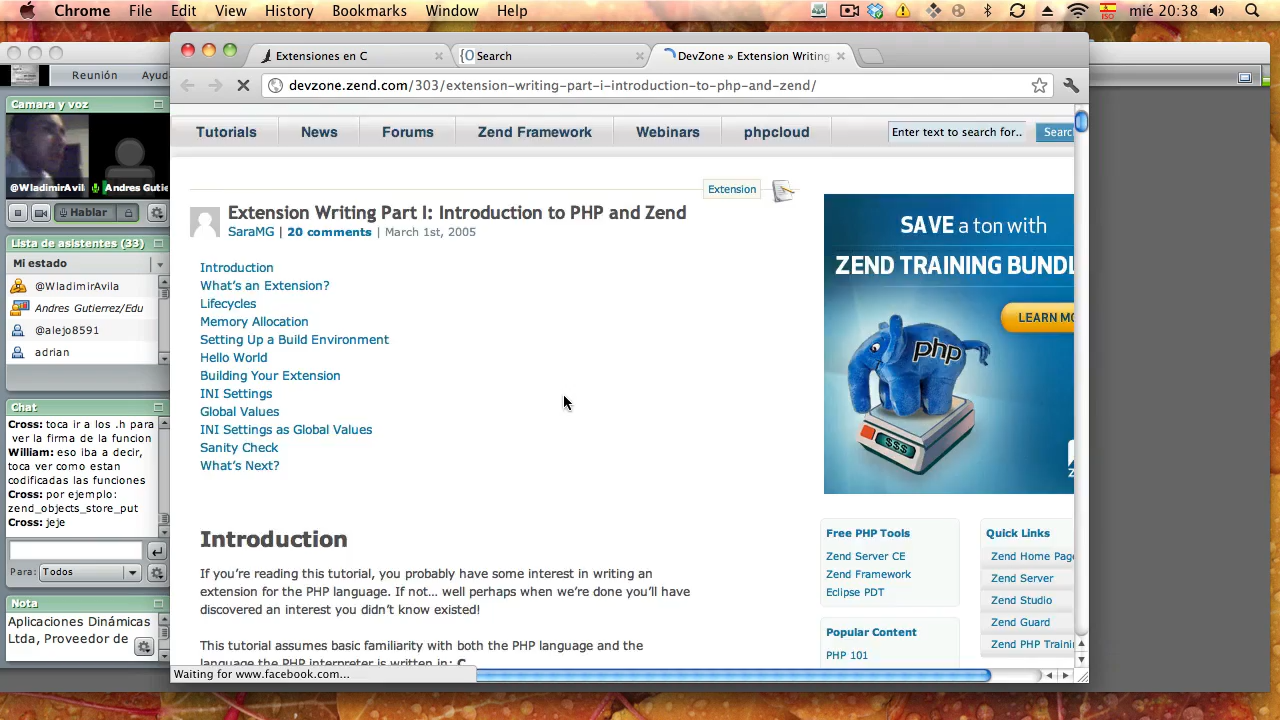 Chrome File Edit View History Bookmarks Window Help
ISO mié 20:38
Reunión Ayud
Camara y voz
@WladimirAvil Andres Gutie
Hablar
Lista de asistentes (33)
Mi estado
@WladimirAvila
Andres Gutierrez/Edu
@alejo8591
adrian
Chat
Cross: toca ir a los .h para
ver la firma de la funcion
William: eso iba a decir,
toca ver como estan
codificadas las funciones
Cross: por ejemplo:
zend_objects_store_put
Cross: jeje
Para: Todos
Nota
Aplicaciones Dinámicas
Ltda, Proveedor de
Extensiones en C
{O Search
DevZone » Extension Writing
devzone.zend.com/303/extension-writing-part-i-introduction-to-php-and-zend/
Tutorials News Forums Zend Framework Webinars phpcloud
Enter text to search for.. Searc
Extension
Extension Writing Part I: Introduction to PHP and Zend
SaraMG | 20 comments | March 1st, 2005
Introduction
What's an Extension?
Lifecycles
Memory Allocation
Setting Up a Build Environment
Hello World
Building Your Extension
INI Settings
Global Values
INI Settings as Global Values
Sanity Check
What's Next?
Introduction
If you're reading this tutorial, you probably have some interest in writing an
extension for the PHP language. If not... well perhaps when we're done you'll have
discovered an interest you didn't know existed!
This tutorial assumes basic familiarity with both the PHP language and the
language the PHP interpreter is written in: C.
Waiting for www.facebook.com...
SAVE a ton with
ZEND TRAINING BUNDL
LEARN MO
php
$$$
Free PHP Tools
Zend Server CE
Zend Framework
Eclipse PDT
Popular Content
PHP 101
Quick Links
Zend Home Page
Zend Server
Zend Studio
Zend Guard
Zend PHP Traini